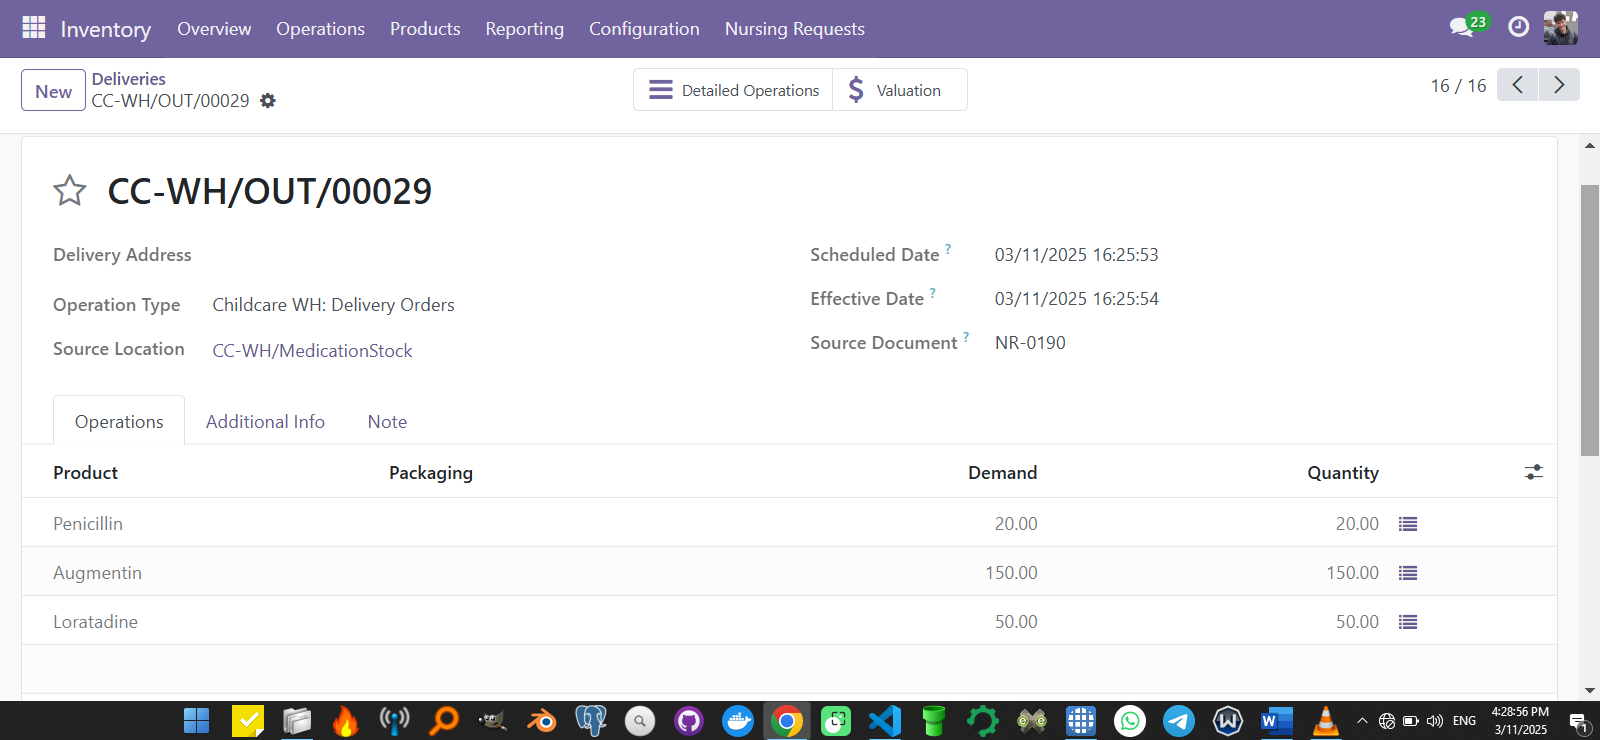 Inventory Overview Operations Products Reporting Configuration Nursing Requests 23
New Deliveries
CC-WH/OUT/00029
Detailed Operations $ Valuation
16 / 16
CC-WH/OUT/00029
Delivery Address
Operation Type Childcare WH: Delivery Orders
Source Location CC-WH/MedicationStock
Scheduled Date ? 03/11/2025 16:25:53
Effective Date ? 03/11/2025 16:25:54
Source Document ? NR-0190
Operations Additional Info Note
Product Packaging Demand Quantity
Penicillin 20.00 20.00
Augmentin 150.00 150.00
Loratadine 50.00 50.00
ENG
4:28:56 PM
3/11/2025
1